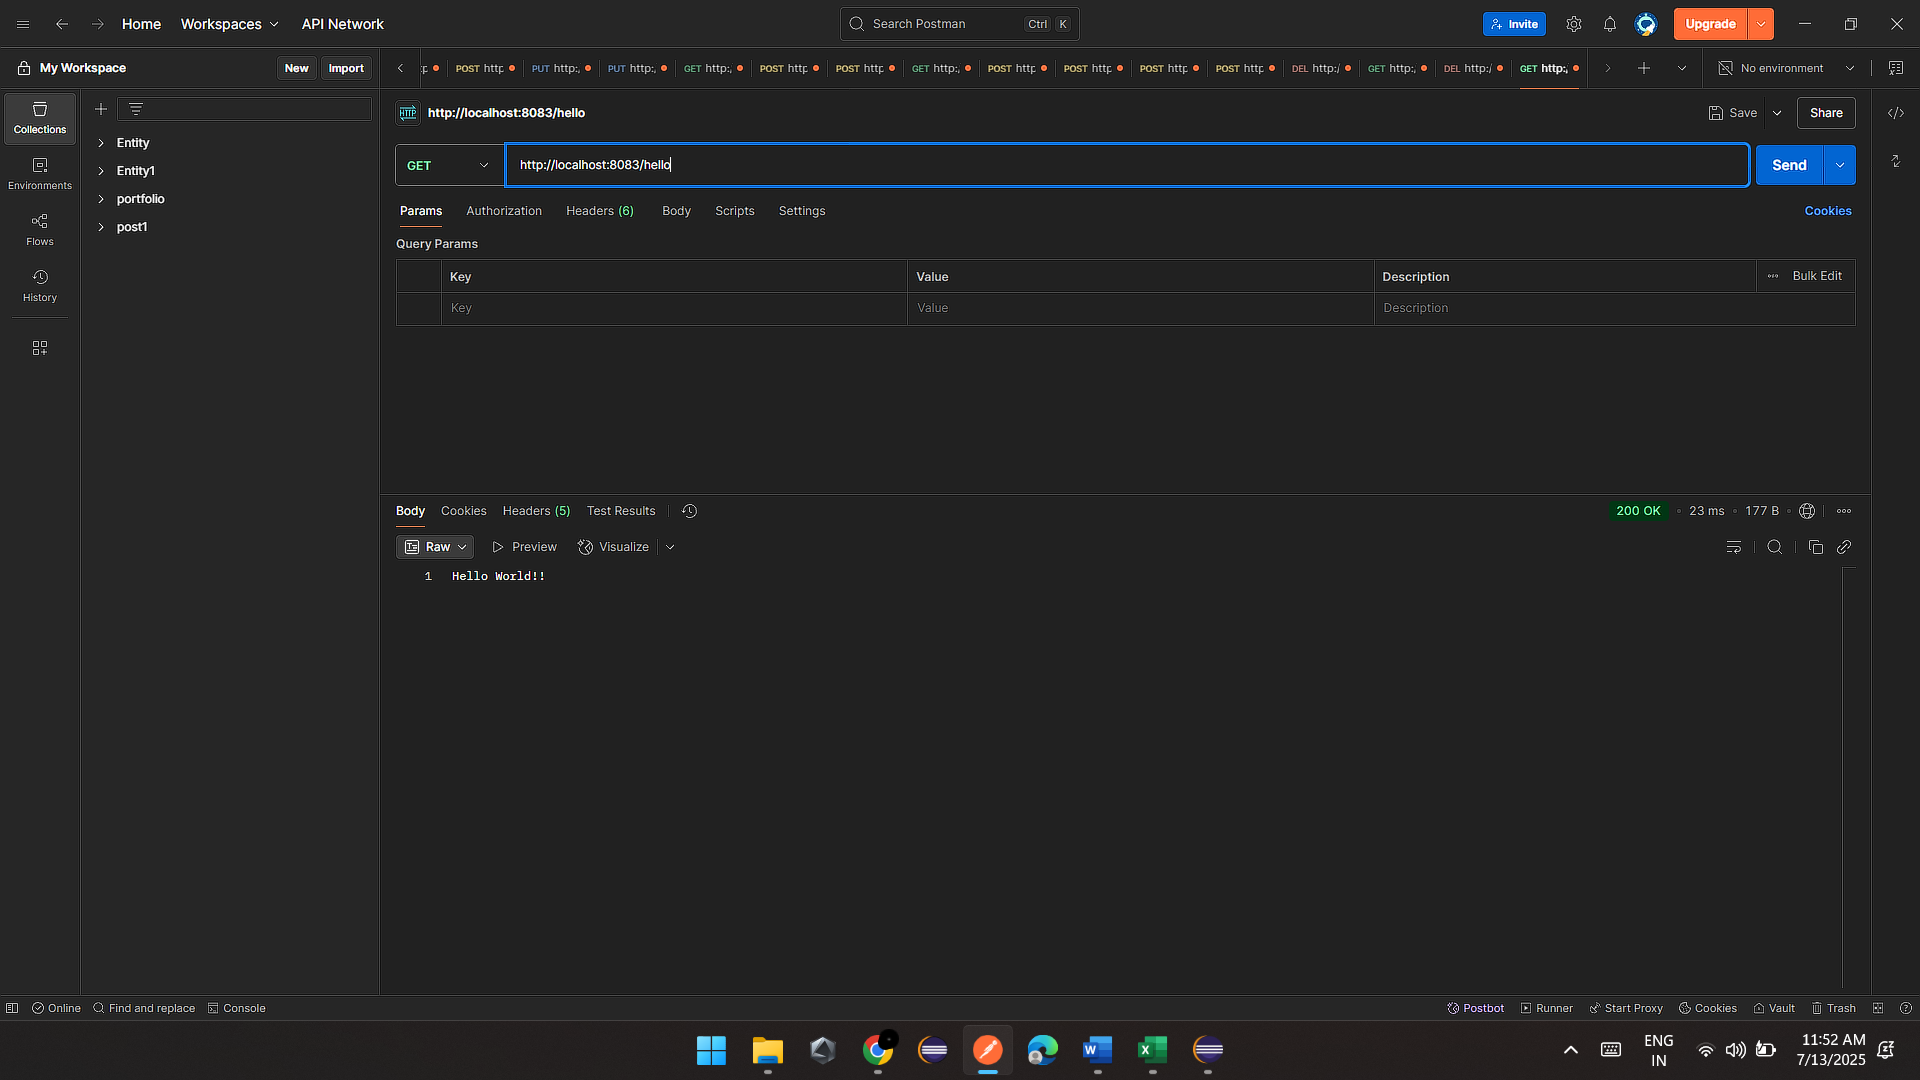 Home
Workspaces
API Network
Search Postman
Ctrl
K
Invite
Upgrade
My Workspace
New
Import
POST http
PUT http:
PUT http:
GET http:
POST http
POST http
GET http:
POST http
POST http
POST http
POST http
DEL http:/
GET http:
DEL http:/
GET http:
No environment
Collections
Environments
Flows
History
Entity
Entity1
portfolio
post1
HTTP
http://localhost:8083/hello
Save
Share
GET
http://localhost:8083/hello
Send
Params
Authorization
Headers (6)
Body
Scripts
Settings
Cookies
Query Params
Key
Value
Description
Bulk Edit
Key
Value
Description
Body
Cookies
Headers (5)
Test Results
200 OK
23 ms
177 B
Raw
Preview
Visualize
1 Hello World!!
Online
Find and replace
Console
Postbot
Runner
Start Proxy
Cookies
Vault
Trash
W
X
ENG
IN
11:52 AM
7/13/2025